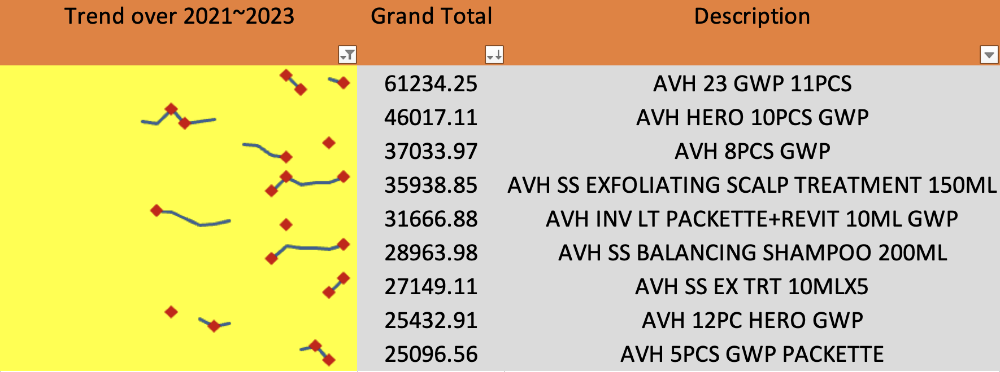 Trend over 2021~2023 Grand Total Description
61234.25 AVH 23 GWP 11PCS
46017.11 AVH HERO 10PCS GWP
37033.97 AVH 8PCS GWP
35938.85 AVH SS EXFOLIATING SCALP TREATMENT 150ML
31666.88 AVH INV LT PACKETTE+REVIT 10ML GWP
28963.98 AVH SS BALANCING SHAMPOO 200ML
27149.11 AVH SS EX TRT 10MLX5
25432.91 AVH 12PC HERO GWP
25096.56 AVH 5PCS GWP PACKETTE